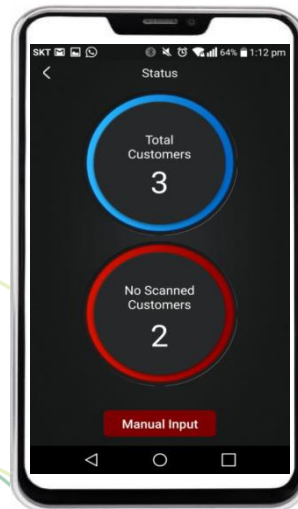 SKT 64% 1:12 pm
Status
Total
Customers
3
No Scanned
Customers
2
Manual Input